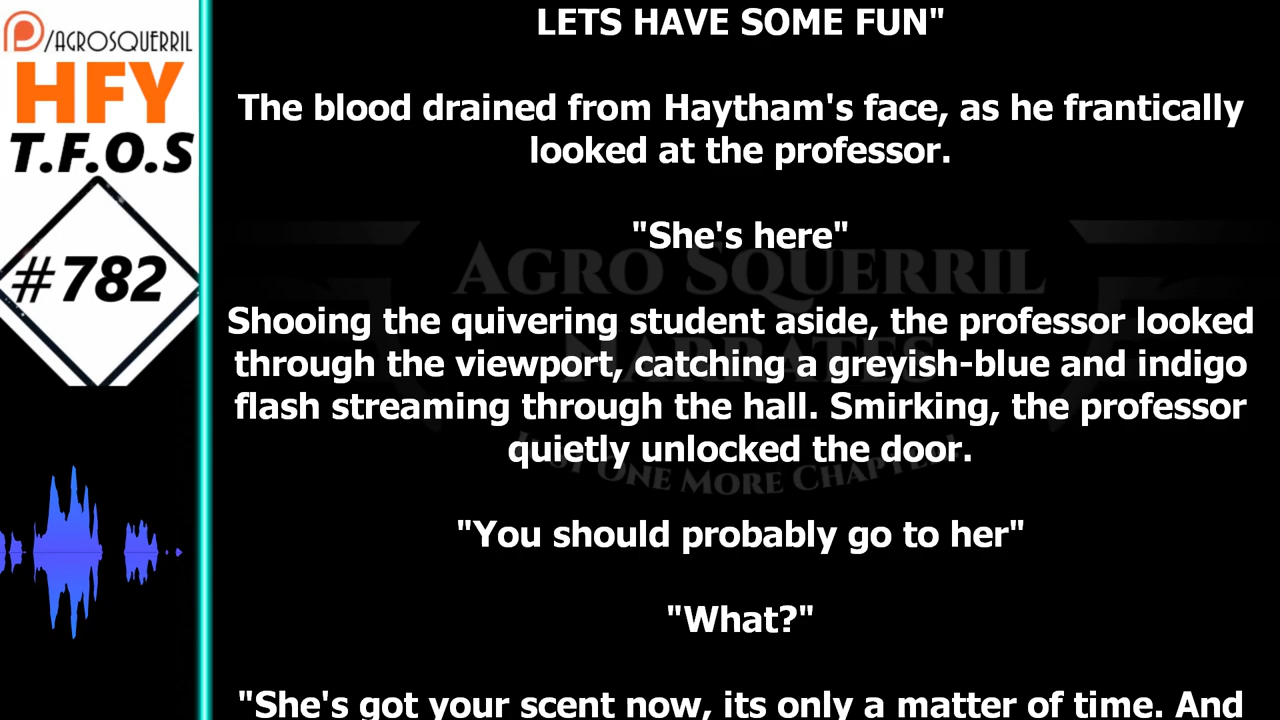 /AGROSQUERRIL
HFY
T.F.O.S
#782
LETS HAVE SOME FUN"
The blood drained from Haytham's face, as he frantically
looked at the professor.
"She's here"
Shooing the quivering student aside, the professor looked
through the viewport, catching a greyish-blue and indigo
flash streaming through the hall. Smirking, the professor
quietly unlocked the door.
"You should probably go to her"
"What?"
"She's got your scent now, its only a matter of time. And
AGRO SQUERRIL
NARRATES
JUST ONE MORE CHAPTER!